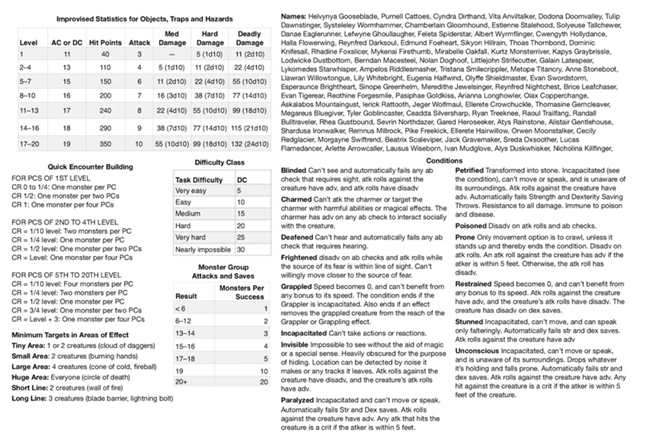 Improvised Statistics for Objects, Traps and Hazards
Level AC or DC Hit Points Attack Med Damage Hard Damage Deadly Damage
1 11 40 3 — 5 (1d10) 11 (2d10)
2–4 13 110 4 5 (1d10) 11 (2d10) 22 (4d10)
5–7 15 150 6 11 (2d10) 22 (4d10) 55 (10d10)
8–10 16 200 7 16 (3d10) 38 (7d10) 77 (14d10)
11–13 17 240 8 22 (4d10) 55 (10d10) 99 (18d10)
14–16 18 290 9 38 (7d10) 77 (14d10) 115 (21d10)
17–20 19 350 10 55 (10d10) 99 (18d10) 132 (24d10)
Quick Encounter Building
FOR PCS OF 1ST LEVEL
CR 0 to 1/4: One monster per PC
CR 1/2: One monster per two PCs
CR 1: One monster per four PCs
FOR PCS OF 2ND TO 4TH LEVEL
CR = 1/10 level: Two monsters per PC
CR = 1/4 level: One monster per PC
CR = 1/2 level: One monster per two PCs
CR = Level: One monster per four PCs
FOR PCS OF 5TH TO 20TH LEVEL
CR = 1/10 level: Four monsters per PC
CR = 1/4 level: Two monsters per PC
CR = 1/2 level: One monster per PC
CR = 3/4 level: One monster per two PCs
CR = Level + 3: One monster per four PCs
Minimum Targets in Areas of Effect
Tiny Area: 1 or 2 creatures (cloud of daggers)
Small Area: 2 creatures (burning hands)
Large Area: 4 creatures (cone of cold, fireball)
Huge Area: Everyone (circle of death)
Short Line: 2 creatures (wall of fire)
Long Line: 3 creatures (blade barrier, lightning bolt)
Difficulty Class
Task Difficulty DC
Very easy 5
Easy 10
Medium 15
Hard 20
Very hard 25
Nearly impossible 30
Monster Group
Attacks and Saves
Result Monsters Per Success
< 6 1
6–12 2
13–14 3
15–16 4
17–18 5
19 10
20+ 20
Names: Helvynya Gooseblade, Purnell Cattoes, Cyndra Dirthand, Vita Anviltalker, Dodona Doomvalley, Tulip
Dawnstinger, Systeleley Wormhammer, Chamberlain Gloomhound, Estienne Stalehold, Solyeuse Tallchewer,
Danae Eaglerunner, Lefwyne Ghoullaugher, Feleta Spiderstar, Albert Wyrmflinger, Cwengyth Hollydance,
Halla Flowerwing, Reynfred Darksoul, Edmund Foeheart, Sikyon Hillrain, Thoas Thornbond, Dominic
Knifesail, Rhadine Foxslicer, Mykenai Firethumb, Mirabelle Oakfall, Kurtz Monsterriver, Kapys Graybrissle,
Lodwicke Dustbottom, Berndan Macesteel, Nolan Doghoof, Littlejohn Strifecutter, Galain Latespear,
Lykomedes Starwhisper, Ampelos Riddlemaster, Tristana Smelincripler, Metope Titancry, Anne Stoneboot,
Llawran Willowtongue, Lily Whitebright, Eugenia Halfwind, Olyffe Shieldmaster, Evan Swordstorm,
Esperaunce Brightheart, Sinope Greenhelm, Meredithe Jewelsinger, Reynfred Nightchest, Brice Leafchaser,
Evan Tigerear, Reothine Forgesmile, Pasiphae Goldkiss, Arianna Longhowler, Oiax Copperchange,
Askalabos Mountaingust, Ierick Rattooth, Jeger Wolfmaul, Ellerete Crowchuckle, Thomasine Gemcleaver,
Megareus Bluegiver, Tyler Goblincaster, Ceadda Silversharp, Ryan Treeknee, Raoul Trailfang, Randall
Bulltraveler, Rhea Gustbound, Sevrin Northdazer, Gared Heroseeker, Alys Rainstone, Alistair Gentlehouse,
Shardusa Ironwalker, Remnus Millrock, Pike Freekick, Ellerete Hairwillow, Orwen Moonstalker, Cecily
Redglacier, Morgayne Swiftrend, Beatrix Scaleviper, Jack Gravemaker, Sreda Oxsoother, Lucas
Flamedancer, Arlette Arrowcaller, Lausus Wiseborn, Ivan Mudglove, Alys Duskwhisker, Nicholina Killfinger,
Conditions
Blinded Can't see and automatically fails any ab
check that requires sight. atk rolls against the
creature have adv, and atk rolls have disadv
Charmed Can't atk the charmer or target the
charmer with harmful abilities or magical effects. The
charmer has adv on any ab check to interact socially
with the creature.
Deafened Can't hear and automatically fails any ab
check that requires hearing.
Frightened disadv on ab checks and atk rolls while
the source of its fear is within line of sight. Can't
willingly move closer to the source of fear.
Grappled Speed becomes 0, and can't benefit from
any bonus to its speed. The condition ends if the
Grappler is incapacitated. Also ends if an effect
removes the grappled creature from the reach of the
Grappler or Grappling effect.
Incapacitated Can't take actions or reactions.
Invisible Impossible to see without the aid of magic
or a special sense. Heavily obscured for the purpose
of hiding. Location can be detected by noise it
makes or any tracks it leaves. Atk rolls against the
creature have disadv, and the creature's atk rolls
have adv.
Paralyzed Incapacitated and can't move or speak.
Automatically fails Str and Dex saves. Atk rolls
against the creature have adv. Any atk that hits the
creature is a crit if the atker is within 5 feet.
Petrified Transformed into stone. Incapacitated (see
the condition), can't move or speak, and is unaware of
its surroundings. Atk rolls against the creature have
adv. Automatically fails Strength and Dexterity Saving
Throws. Resistance to all damage. Immune to poison
and disease.
Poisoned Disadv on atk rolls and ab checks.
Prone Only movement option is to crawl, unless it
stands up and thereby ends the condition. Disadv on
atk rolls. An atk roll against the creature has adv if the
atker is within 5 feet. Otherwise, the atk roll has
disadv.
Restrained Speed becomes 0, and can't benefit from
any bonus to its speed. Atk rolls against the creature
have adv, and the creature's atk rolls have disadv. The
creature has disadv on dex saves.
Stunned Incapacitated, can't move, and can speak
only falteringly. Automatically fails str and dex saves.
Atk rolls against the creature have adv
Unconscious Incapacitated, can't move or speak,
and is unaware of its surroundings. Drops whatever
it's holding and falls prone. Automatically fails str and
dex saves. Atk rolls against the creature have adv. Any
hit against the creature is a crit if the atker is within 5
feet of the creature.